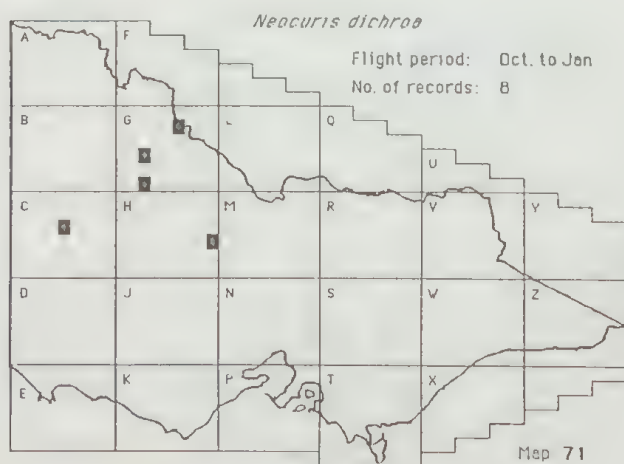 Neocuris dichroa
Flight period: Oct. to Jan
No. of records: 8
A F
B G L Q
U
C H M R V Y
D J N S W Z
E K P T X
Map 71